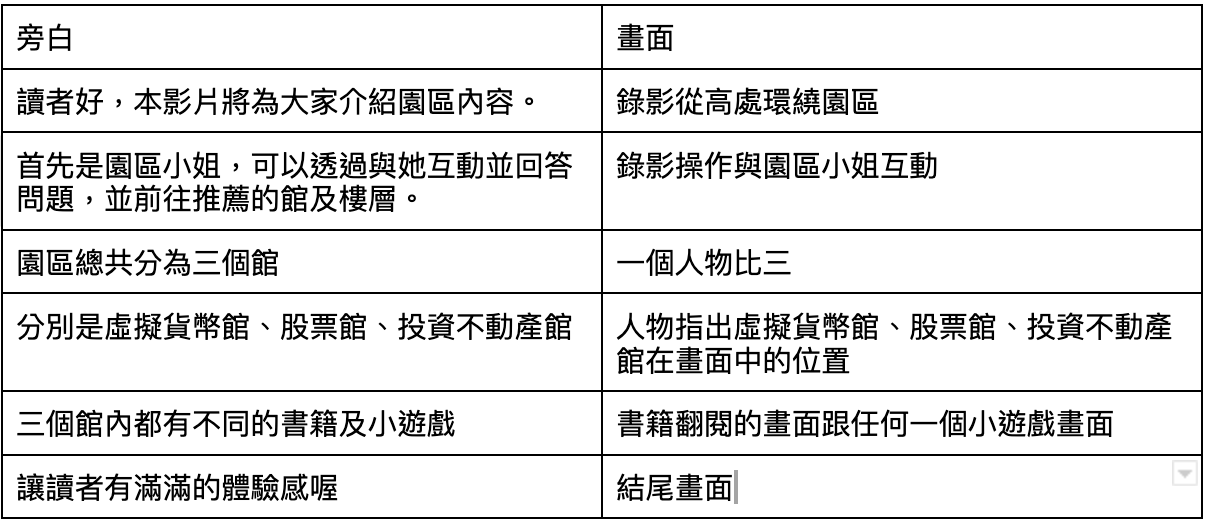 旁白
畫面
讀者好，本影片將為大家介紹園區內容。
錄影從高處環繞園區
首先是園區小姐，可以透過與她互動並回答
問題，並前往推薦的館及樓層。
錄影操作與園區小姐互動
園區總共分為三個館
一個人物比三
分別是虛擬貨幣館、股票館、投資不動產館
人物指出虛擬貨幣館、股票館、投資不動產
館在畫面中的位置
三個館內都有不同的書籍及小遊戲
書籍翻閱的畫面跟任何一個小遊戲畫面
讓讀者有滿滿的體驗感喔
結尾畫面